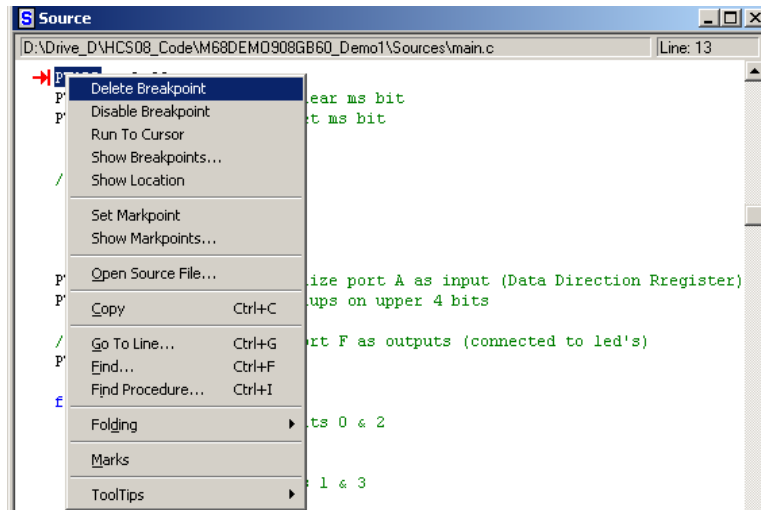 Source
D:\Drive_D\HCS08_Code\M68DEMO908GB60_Demo1\Sources\main.c Line: 13
Delete Breakpoint
ear ms bit
Disable Breakpoint
t ms bit
Run To Cursor
Show Breakpoints...
/ Show Location
Set Markpoint
Show Markpoints...
P Open Source File... ize port A as input (Data Direction Rregister)
P Copy Ctrl+C ups on upper 4 bits
/ Go To Line... Ctrl+G rt F as outputs (connected to led's)
P Find... Ctrl+F
Find Procedure... Ctrl+I
f
Folding ts 0 & 2
Marks
1 & 3
ToolTips